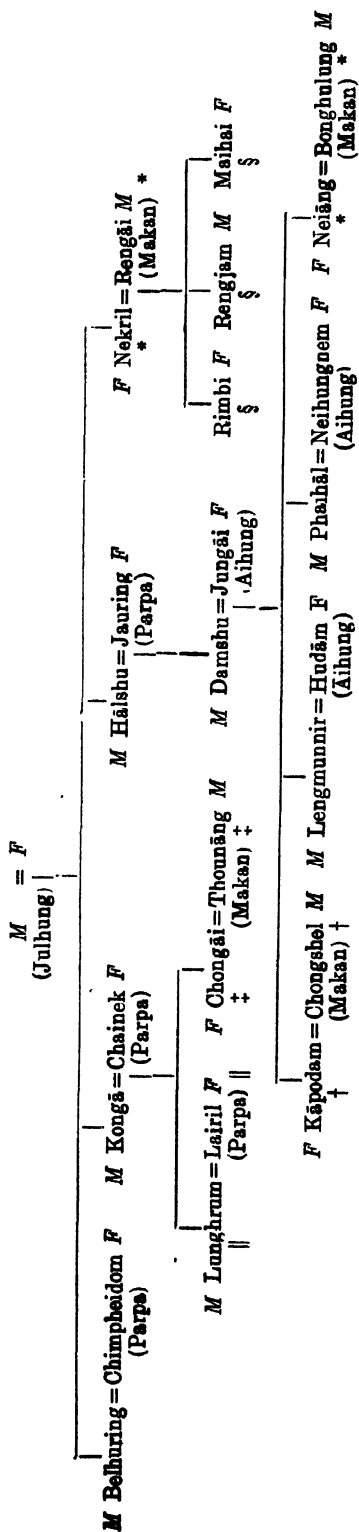 M = F
(Julhung)
M Belhuring=Chimpheidom F M Kongā=Chainek F M Hālshu=Jauring F F Nekril=Rengāi M
(Parpa) (Parpa) (Parpa) * (Makan) *
M Lunghrum=Lairil F F Chongāi=Thounāng M M Damshu=Jungāi F Rimbi F Rengjam M Maihai F
‖ (Parpa) ‖ ‡ (Makan) ‡ (Aihung) § § §
F Kāpodam=Chongshel M M Lengmunnir=Hudām F M Phaihāl=Neihungnem F F Neiāng=Bonghulung M
† (Makan) † (Aihung) (Aihung) * (Makan) *